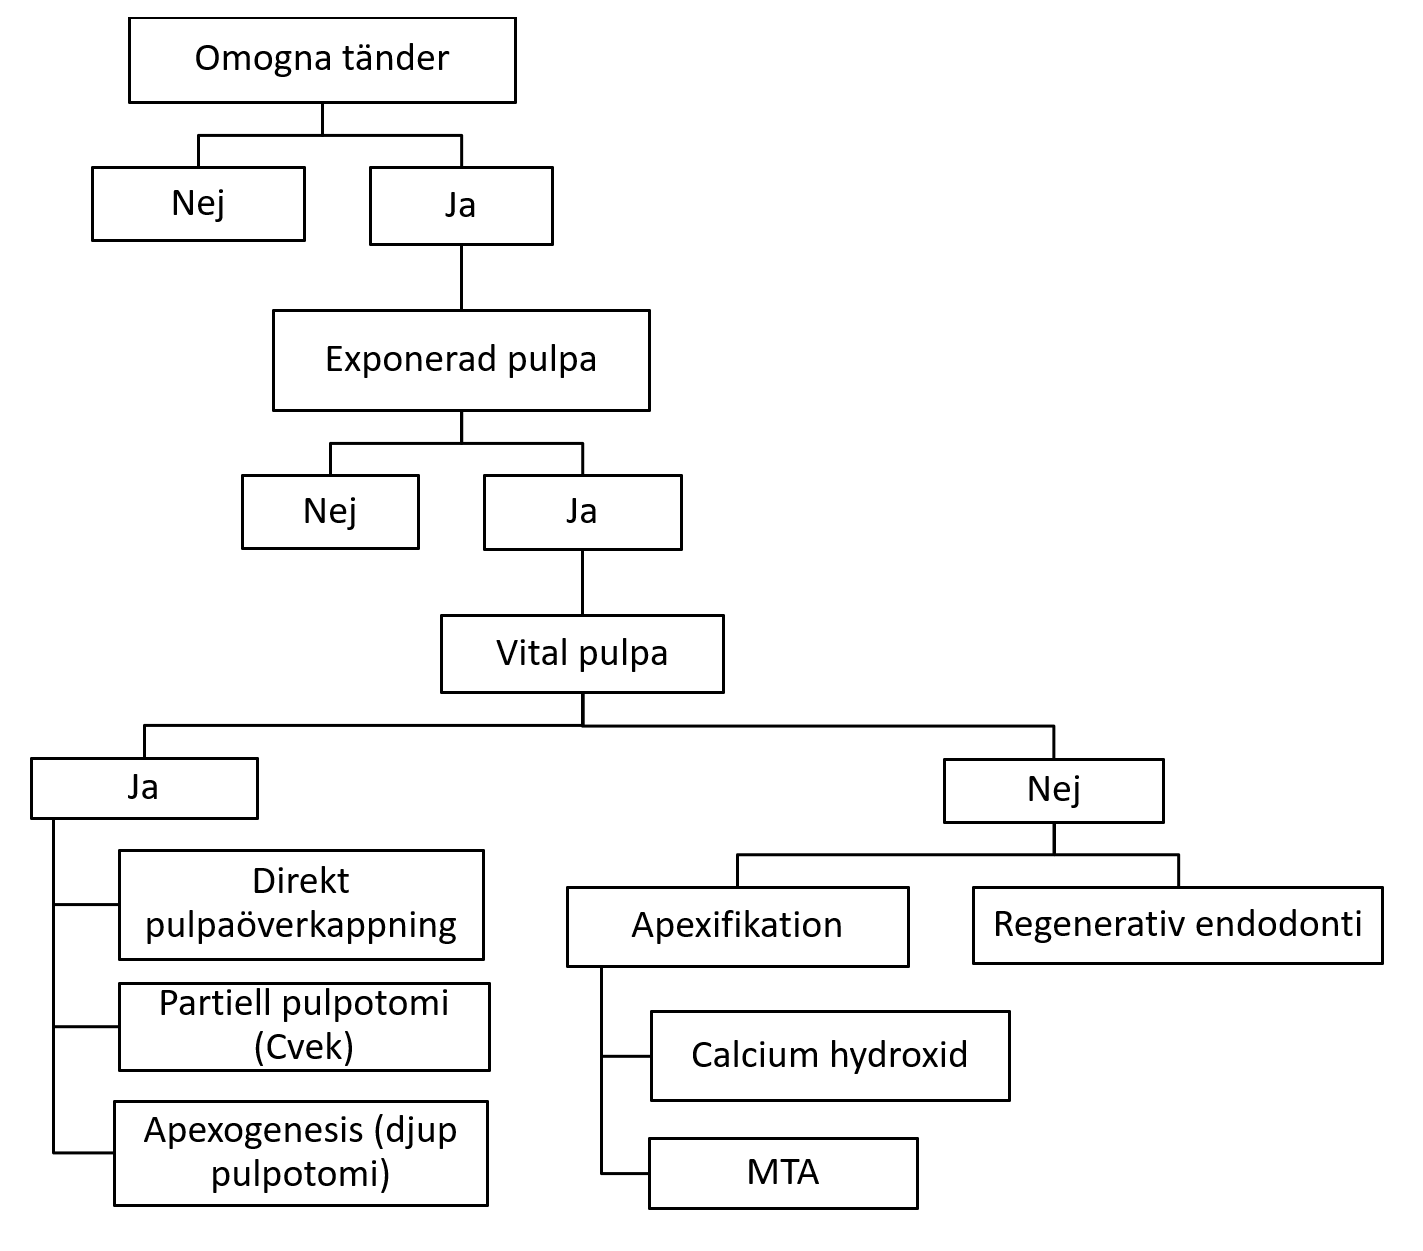 Omogna tänder
Nej
Ja
Exponerad pulpa
Nej
Ja
Vital pulpa
Ja
Nej
Direkt
pulpaöverkappning
Partiell pulpotomi
(Cvek)
Apexogenesis (djup
pulpotomi)
Apexifikation
Regenerativ endodonti
Calcium hydroxid
MTA